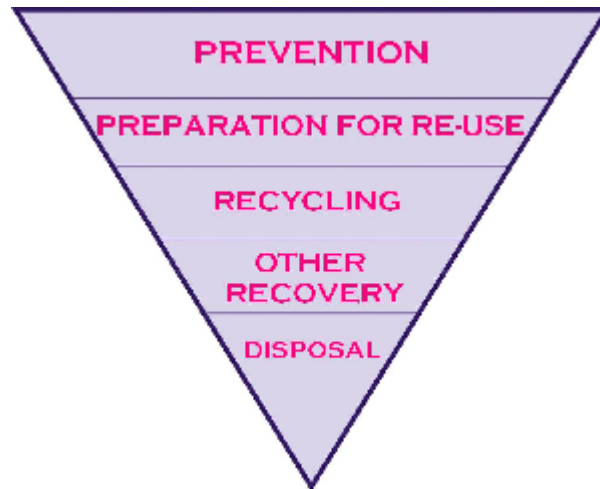 PREVENTION
PREPARATION FOR RE-USE
RECYCLING
OTHER
RECOVERY
DISPOSAL